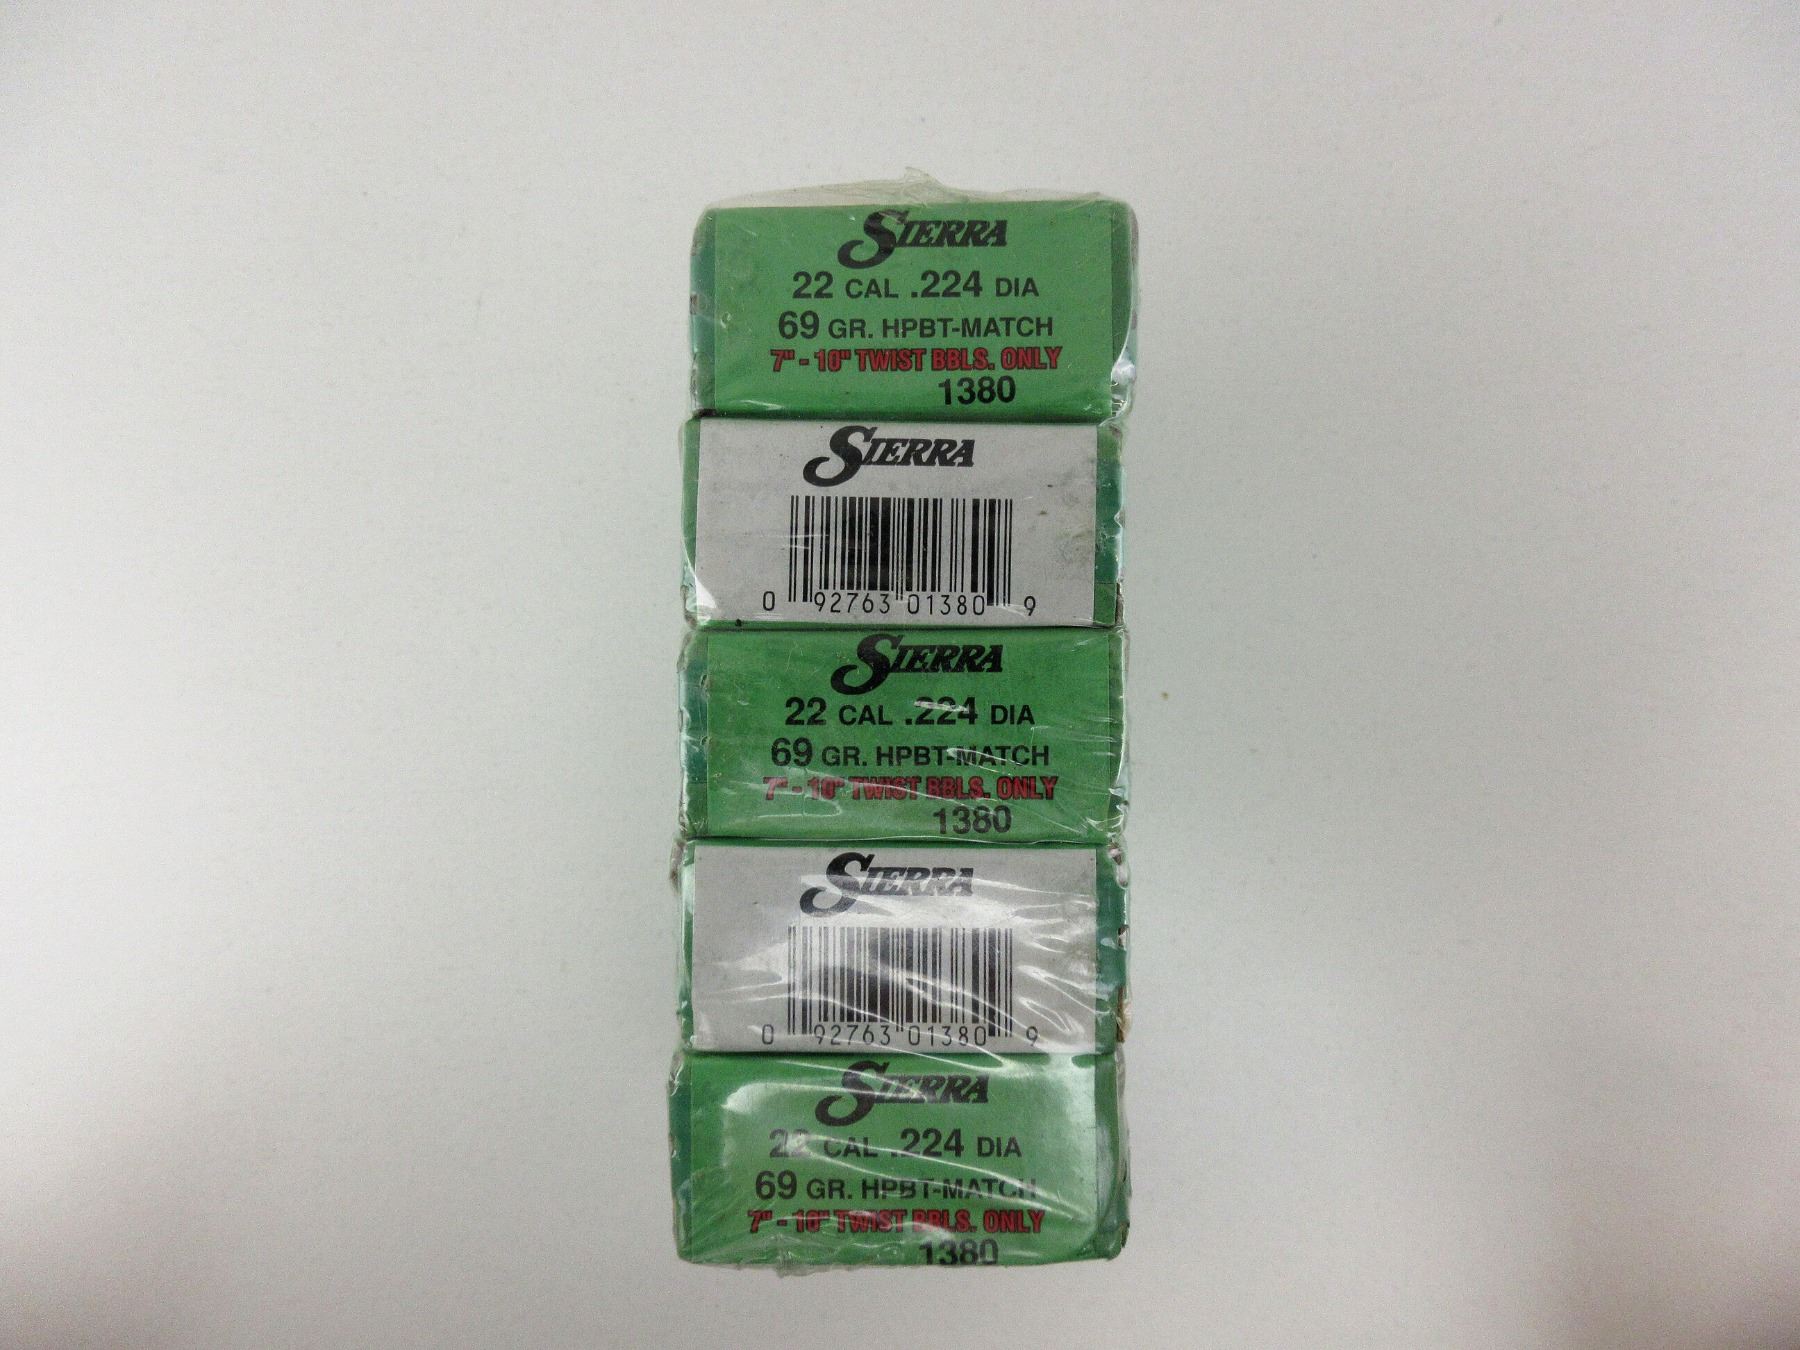 SIERRA
22 CAL .224 DIA
69 GR. HPBT-MATCH
7" - 10" TWIST BBLS. ONLY
1380
SIERRA
0 92763 01380 9
SIERRA
22 CAL .224 DIA
69 GR. HPBT-MATCH
7" - 10" TWIST BBLS. ONLY
1380
SIERRA
0 92763 01380 9
SIERRA
22 CAL .224 DIA
69 GR. HPBT-MATCH
7" - 10" TWIST BBLS. ONLY
1380